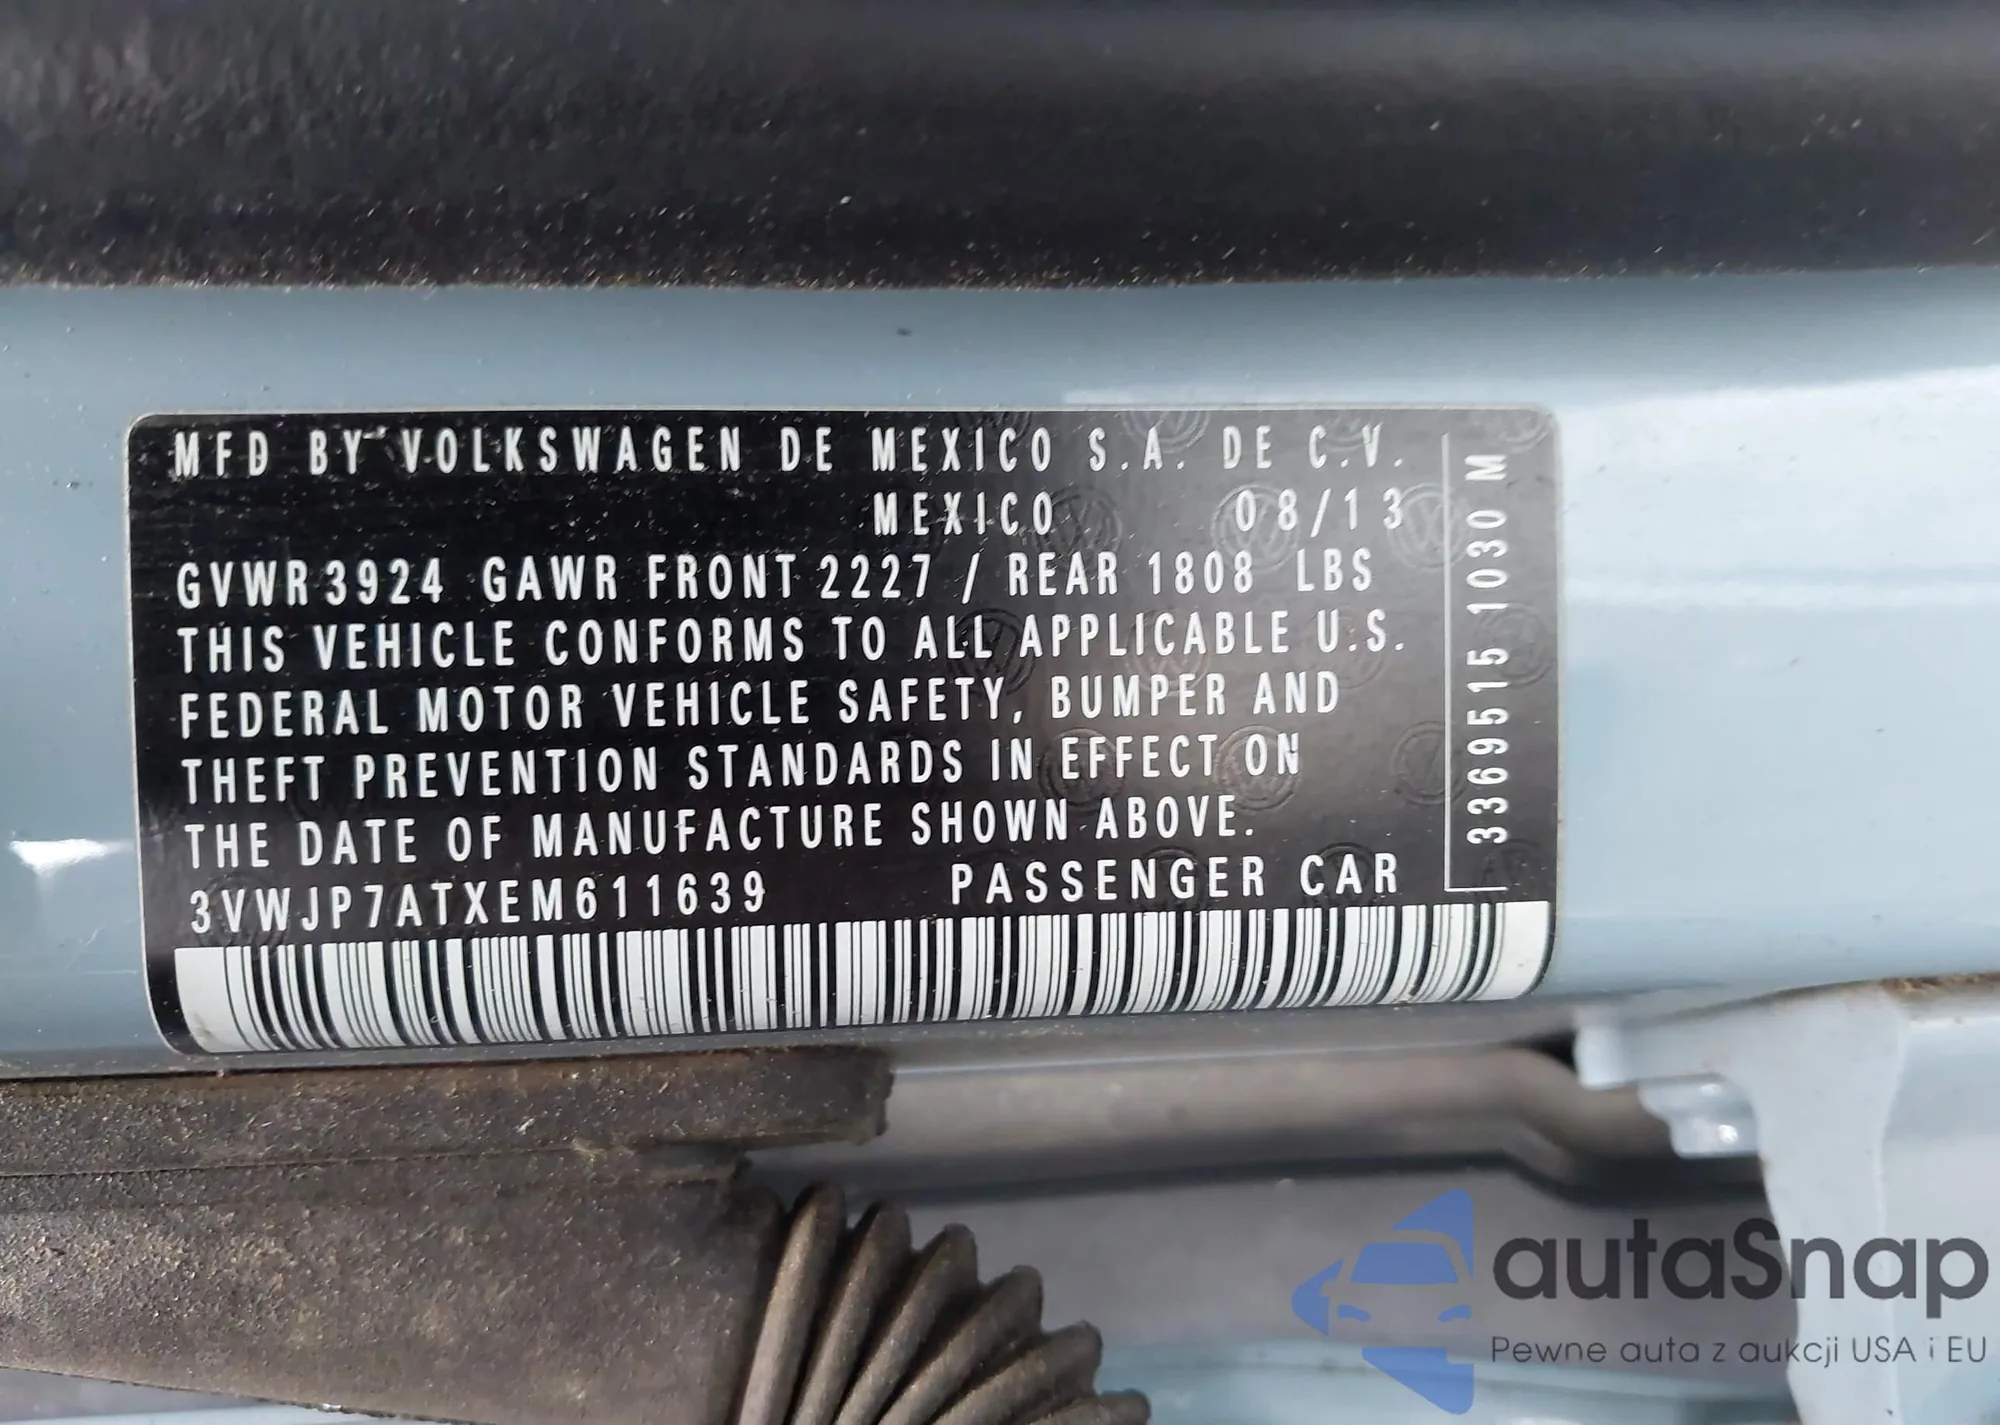 MFD BY VOLKSWAGEN DE MEXICO S.A. DE C.V.
MEXICO 08/13
GVWR 3924 GAWR FRONT 2227 / REAR 1808 LBS
THIS VEHICLE CONFORMS TO ALL APPLICABLE U.S.
FEDERAL MOTOR VEHICLE SAFETY, BUMPER AND
THEFT PREVENTION STANDARDS IN EFFECT ON
THE DATE OF MANUFACTURE SHOWN ABOVE.
3VWJP7ATXEM611639 PASSENGER CAR
3369515 1030 M
autaSnap
Pewne auta z aukcji USA i EU